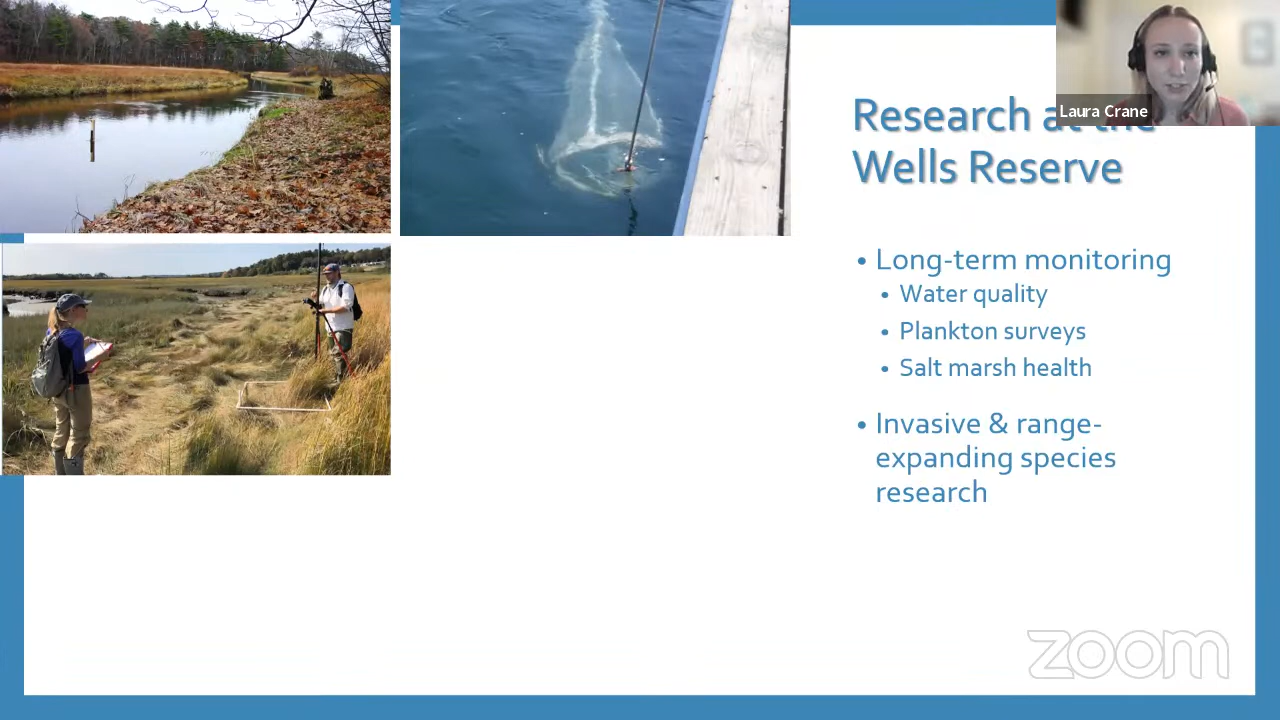 Laura Crane
Research at the
Wells Reserve
• Long-term monitoring
• Water quality
• Plankton surveys
• Salt marsh health
• Invasive & range-
expanding species
research
zoom